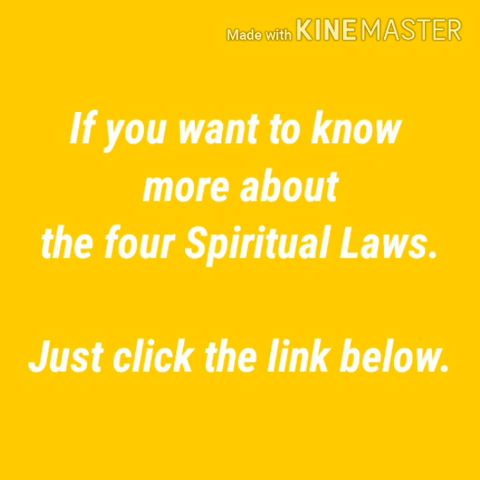 Made with KINEMASTER
If you want to know
more about
the four Spiritual Laws.
Just click the link below.